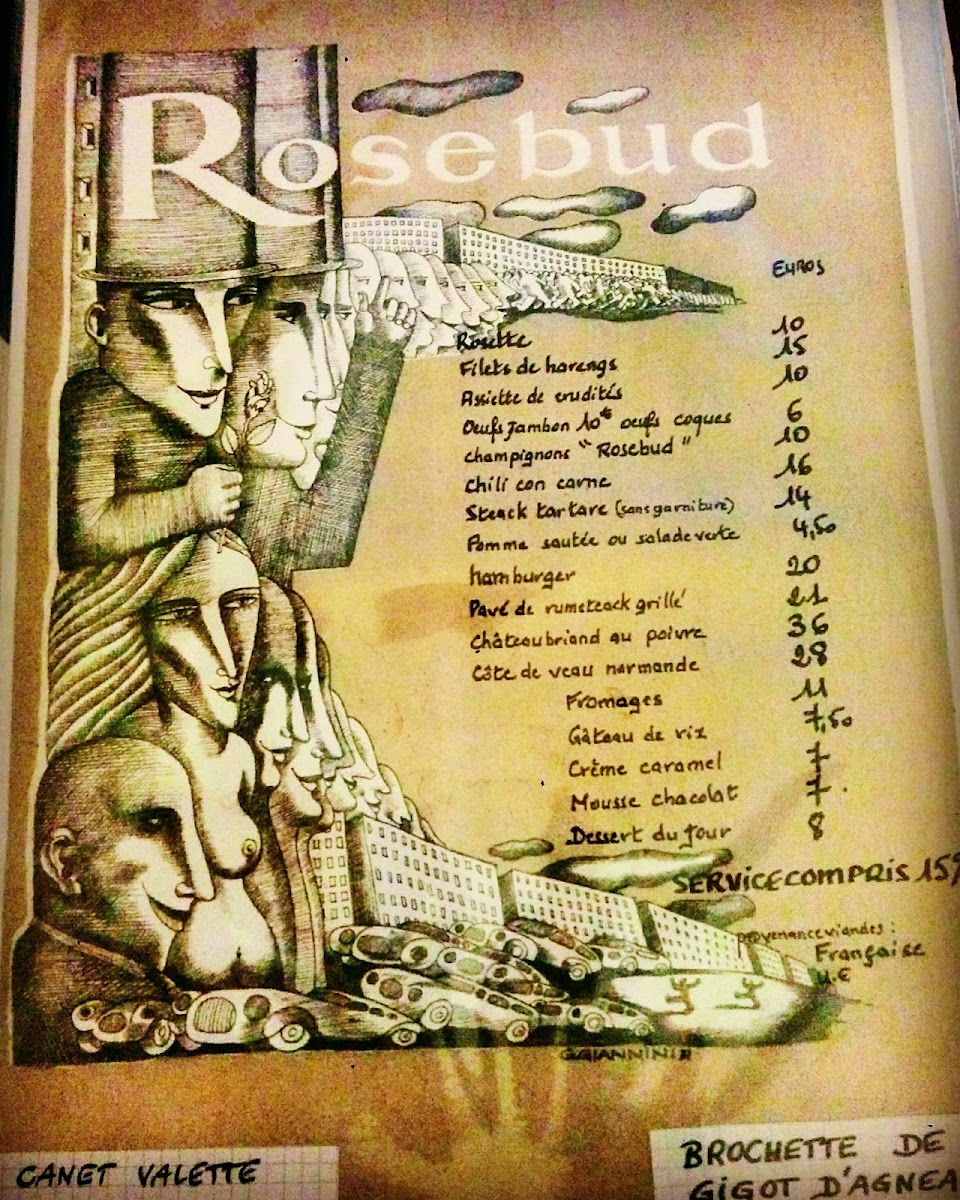 Rosebud
EUROS
Rosette 10
Filets de harengs 15
Assiette de crudités 10
Oeufs Jambon 10€ oeufs coques 6
champignons "Rosebud" 10
Chili con carne 16
Steack tartare (sans garniture) 14
Pomme sautée ou salade verte 4,50
hamburger 20
Pavé de rumsteack grillé 21
Châteaubriand au poivre 36
Côte de veau normande 28
Fromages 11
Gâteau de riz 7,50
Crème caramel 7
Mousse chocolat 7.
Dessert du Jour 8
SERVICE COMPRIS 15%
provenance viandes :
Française
U.E
GGIANNINI
CANET VALETTE
BROCHETTE DE
GIGOT D'AGNEA